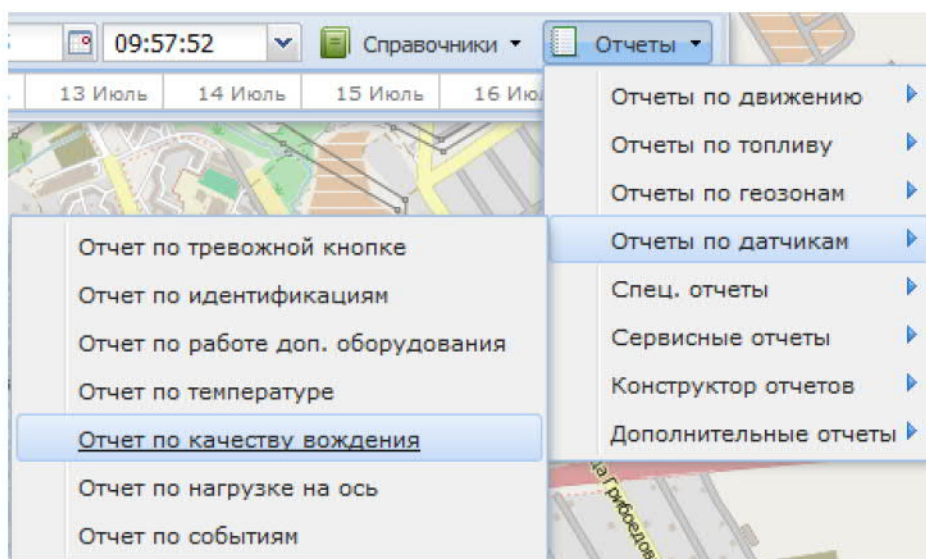 09:57:52 Справочники Отчеты
13 Июль 14 Июль 15 Июль 16
Отчеты по движению
Отчеты по топливу
Отчеты по геозонам
Отчеты по датчикам
Спец. отчеты
Сервисные отчеты
Конструктор отчетов
Дополнительные отчеты
Отчет по тревожной кнопке
Отчет по идентификациям
Отчет по работе доп. оборудования
Отчет по температуре
Отчет по качеству вождения
Отчет по нагрузке на ось
Отчет по событиям
Грибоедов